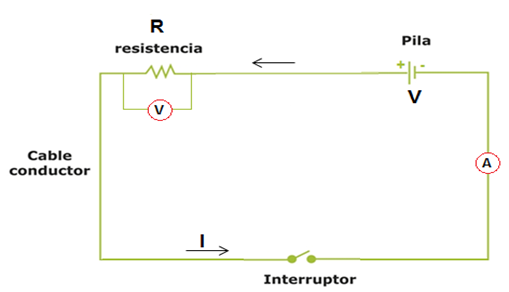 R
resistencia
Pila
+ -
V
V
Cable
conductor
A
I
Interruptor